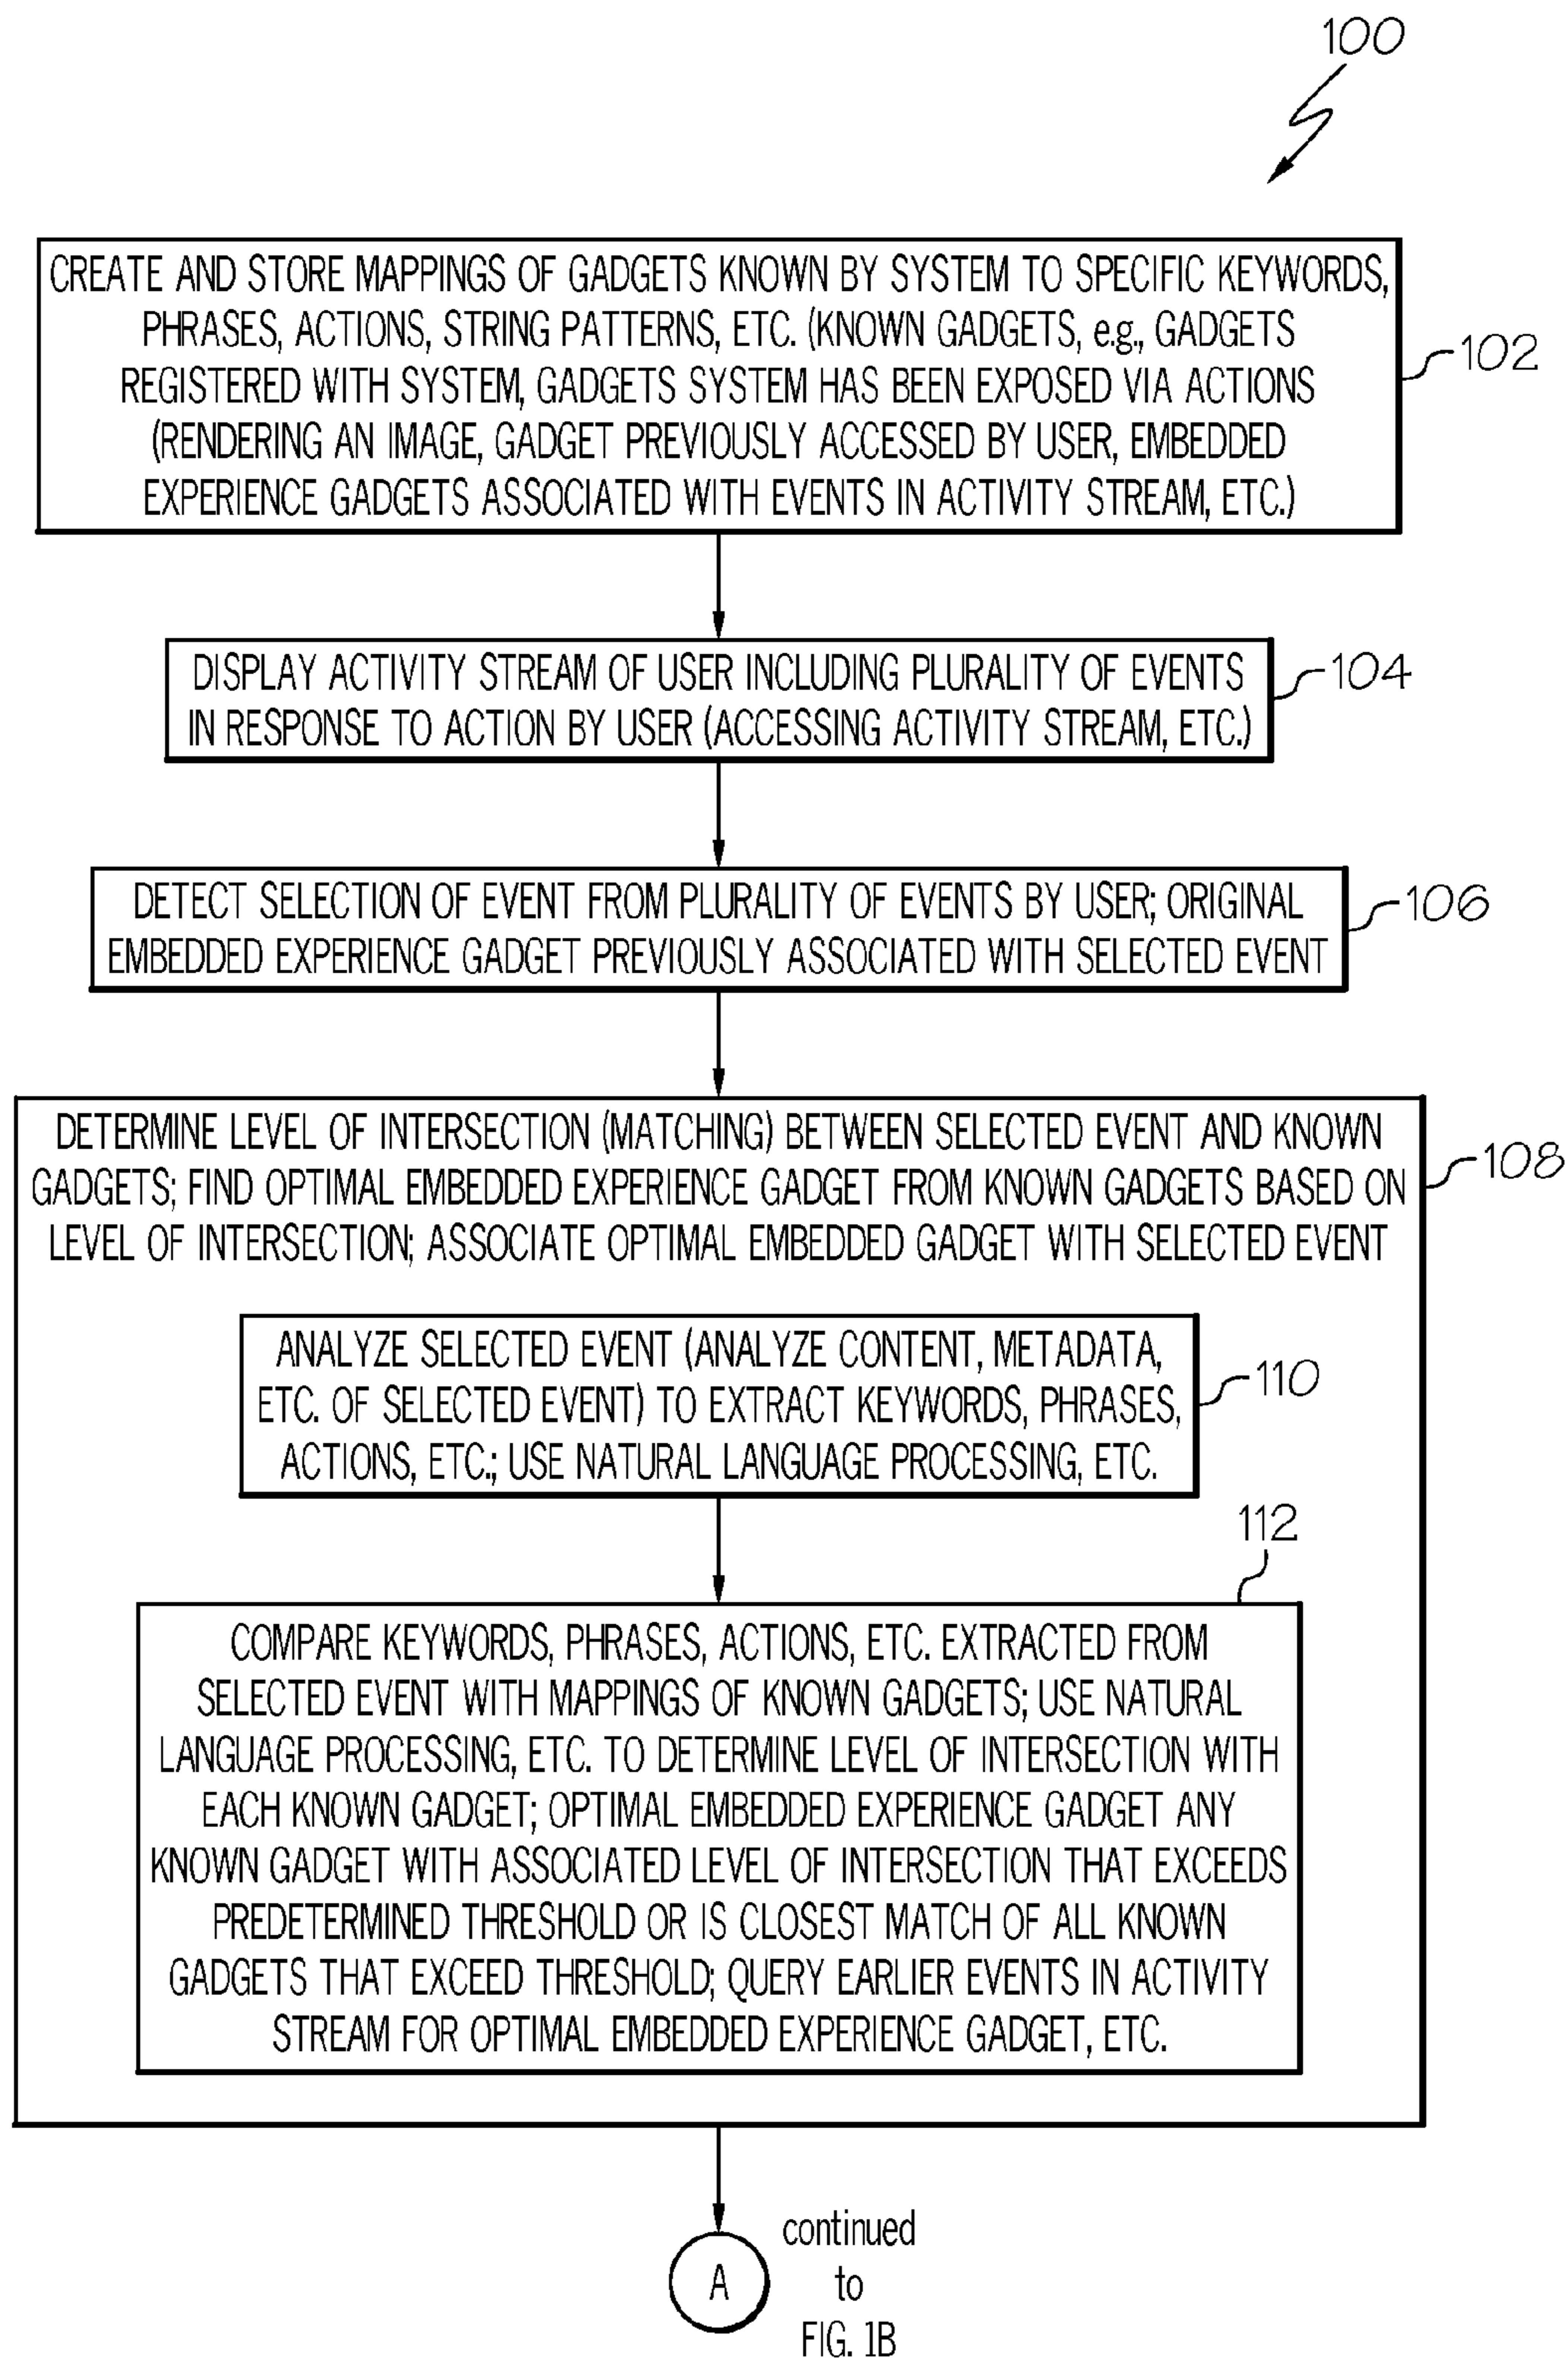 100
CREATE AND STORE MAPPINGS OF GADGETS KNOWN BY SYSTEM TO SPECIFIC KEYWORDS,
PHRASES, ACTIONS, STRING PATTERNS, ETC. (KNOWN GADGETS, e.g., GADGETS
REGISTERED WITH SYSTEM, GADGETS SYSTEM HAS BEEN EXPOSED VIA ACTIONS
(RENDERING AN IMAGE, GADGET PREVIOUSLY ACCESSED BY USER, EMBEDDED
EXPERIENCE GADGETS ASSOCIATED WITH EVENTS IN ACTIVITY STREAM, ETC.)
102
DISPLAY ACTIVITY STREAM OF USER INCLUDING PLURALITY OF EVENTS
IN RESPONSE TO ACTION BY USER (ACCESSING ACTIVITY STREAM, ETC.)
104
DETECT SELECTION OF EVENT FROM PLURALITY OF EVENTS BY USER; ORIGINAL
EMBEDDED EXPERIENCE GADGET PREVIOUSLY ASSOCIATED WITH SELECTED EVENT
106
DETERMINE LEVEL OF INTERSECTION (MATCHING) BETWEEN SELECTED EVENT AND KNOWN
GADGETS; FIND OPTIMAL EMBEDDED EXPERIENCE GADGET FROM KNOWN GADGETS BASED ON
LEVEL OF INTERSECTION; ASSOCIATE OPTIMAL EMBEDDED GADGET WITH SELECTED EVENT
108
ANALYZE SELECTED EVENT (ANALYZE CONTENT, METADATA,
ETC. OF SELECTED EVENT) TO EXTRACT KEYWORDS, PHRASES,
ACTIONS, ETC.; USE NATURAL LANGUAGE PROCESSING, ETC.
110
112
COMPARE KEYWORDS, PHRASES, ACTIONS, ETC. EXTRACTED FROM
SELECTED EVENT WITH MAPPINGS OF KNOWN GADGETS; USE NATURAL
LANGUAGE PROCESSING, ETC. TO DETERMINE LEVEL OF INTERSECTION WITH
EACH KNOWN GADGET; OPTIMAL EMBEDDED EXPERIENCE GADGET ANY
KNOWN GADGET WITH ASSOCIATED LEVEL OF INTERSECTION THAT EXCEEDS
PREDETERMINED THRESHOLD OR IS CLOSEST MATCH OF ALL KNOWN
GADGETS THAT EXCEED THRESHOLD; QUERY EARLIER EVENTS IN ACTIVITY
STREAM FOR OPTIMAL EMBEDDED EXPERIENCE GADGET, ETC.
A
continued
to
FIG. 1B